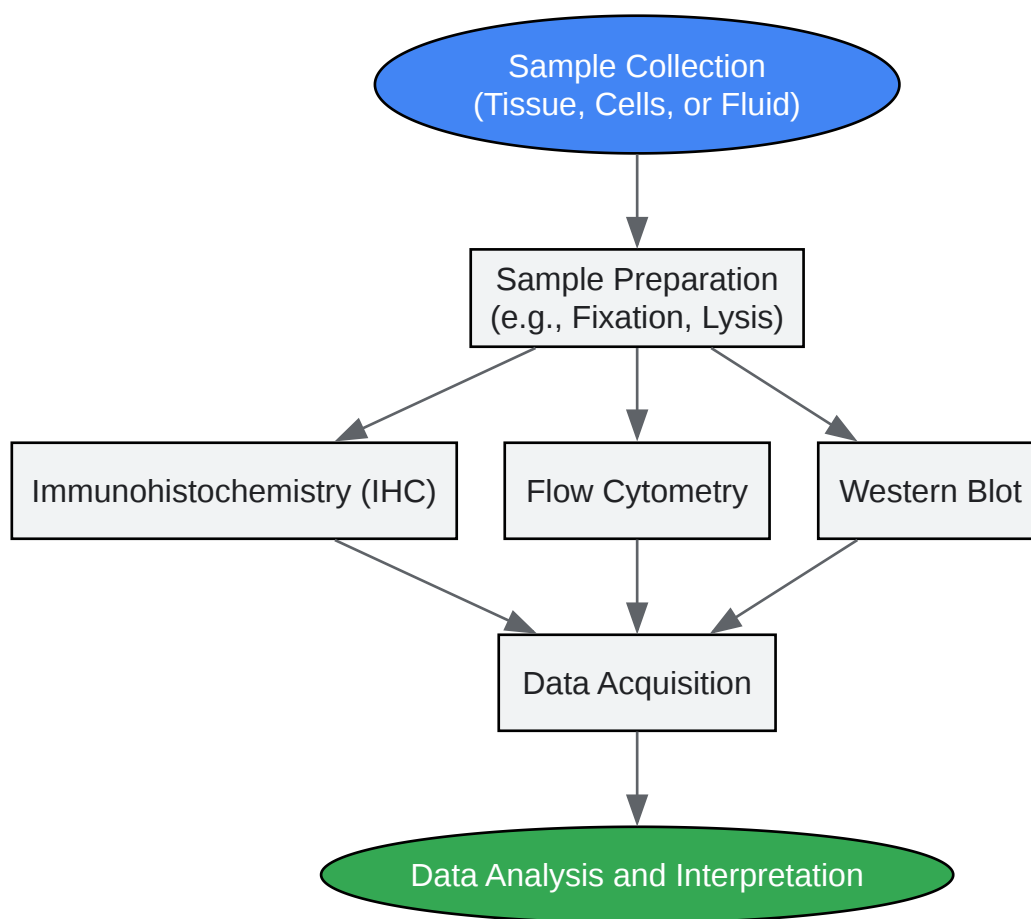 Sample Collection
(Tissue, Cells, or Fluid)
Sample Preparation
(e.g., Fixation, Lysis)
Immunohistochemistry (IHC)
Flow Cytometry
Western Blot
Data Acquisition
Data Analysis and Interpretation